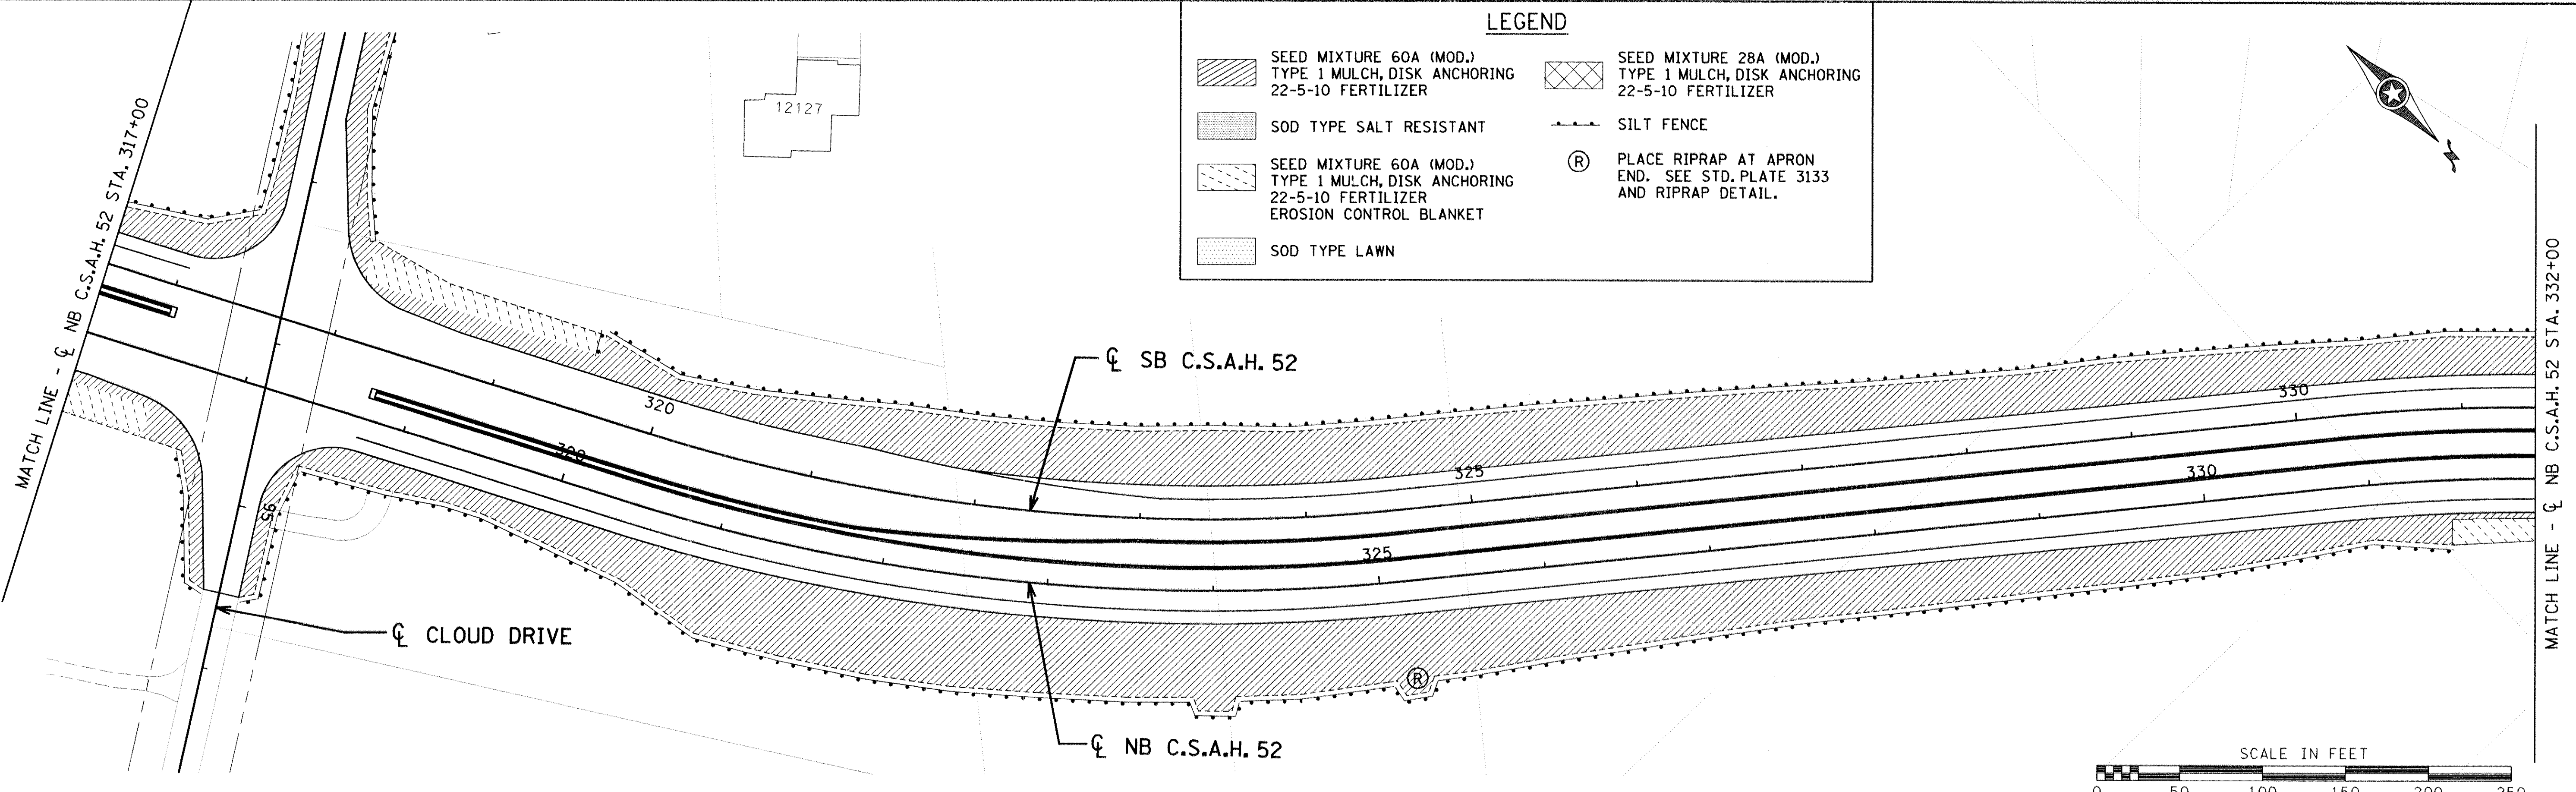 LEGEND
SEED MIXTURE 60A (MOD.)
TYPE 1 MULCH, DISK ANCHORING
22-5-10 FERTILIZER
SOD TYPE SALT RESISTANT
SEED MIXTURE 60A (MOD.)
TYPE 1 MULCH, DISK ANCHORING
22-5-10 FERTILIZER
EROSION CONTROL BLANKET
SOD TYPE LAWN
SEED MIXTURE 28A (MOD.)
TYPE 1 MULCH, DISK ANCHORING
22-5-10 FERTILIZER
SILT FENCE
R
PLACE RIPRAP AT APRON
END. SEE STD. PLATE 3133
AND RIPRAP DETAIL.
12127
MATCH LINE - ℄ NB C.S.A.H. 52 STA. 317+00
℄ SB C.S.A.H. 52
320
320
325
330
325
330
95
R
℄ CLOUD DRIVE
℄ NB C.S.A.H. 52
MATCH LINE - ℄ NB C.S.A.H. 52 STA. 332+00
SCALE IN FEET
0 50 100 150 200 250